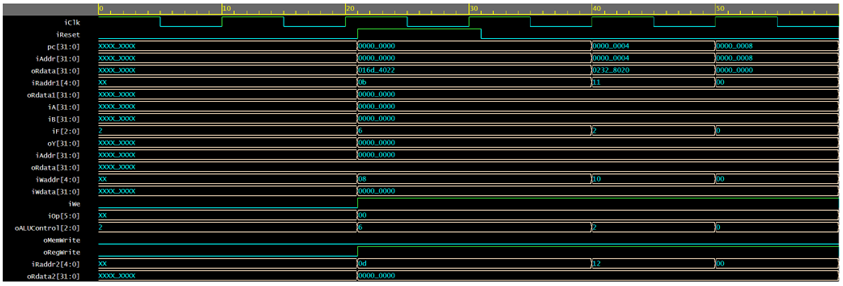 0 10 20 30 40 50
iClk
iReset
pc[31:0] XXXX_XXXX 0000_0000 0000_0004 0000_0008
iAddr[31:0] XXXX_XXXX 0000_0000 0000_0004 0000_0008
oRdata[31:0] XXXX_XXXX 016d_4022 0232_8020 0000_0000
iRaddr1[4:0] XX 0b 11 00
oRdata1[31:0] XXXX_XXXX 0000_0000
iA[31:0] XXXX_XXXX 0000_0000
iB[31:0] XXXX_XXXX 0000_0000
iF[2:0] 2 6 2 0
oY[31:0] XXXX_XXXX 0000_0000
iAddr[31:0] XXXX_XXXX 0000_0000
oRdata[31:0] XXXX_XXXX
iWaddr[4:0] XX 08 10 00
iWdata[31:0] XXXX_XXXX 0000_0000
iWe
iOp[5:0] XX 00
oALUControl[2:0] 2 6 2 0
oMemWrite
oRegWrite
iRaddr2[4:0] XX 0d 12 00
oRdata2[31:0] XXXX_XXXX 0000_0000